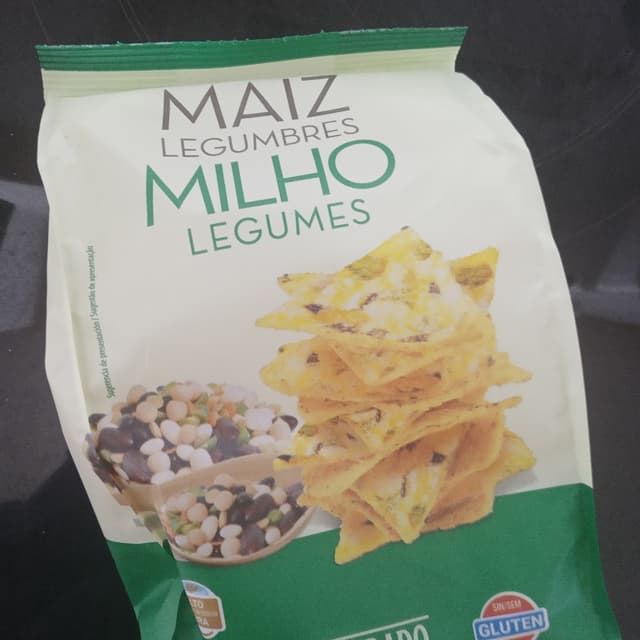 MAIZ
LEGUMBRES
MILHO
LEGUMES
Sugerencia de presentación | Sugestão de apresentação
SIN/SEM
GLUTEN